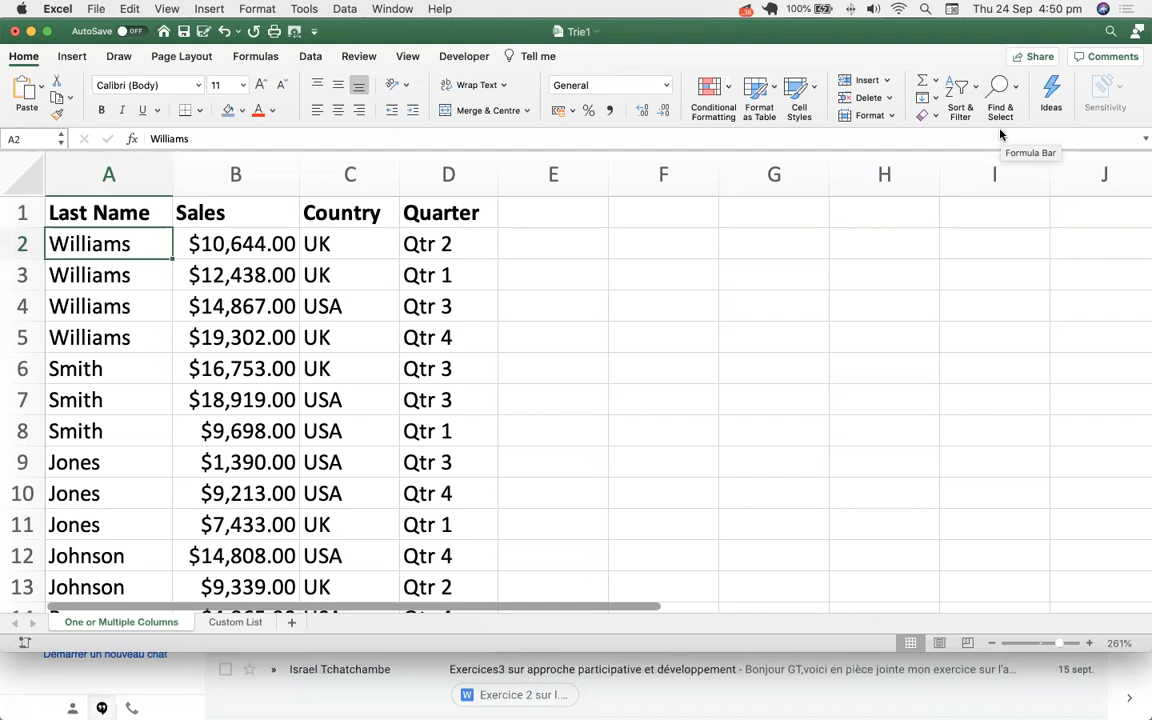 Excel File Edit View Insert Format Tools Data Window Help 100% Thu 24 Sep 4:50 pm
AutoSave OFF Trie1
Home Insert Draw Page Layout Formulas Data Review View Developer Tell me Share Comments
Paste
Calibri (Body) 11
B I U
A A
Wrap Text
Merge & Centre
General
%
Conditional Formatting
Format as Table
Cell Styles
Insert
Delete
Format
Sort & Filter
Find & Select
Ideas
Sensitivity
A2 fx Williams
Formula Bar
A B C D E F G H I J
1 Last Name Sales Country Quarter
2 Williams $10,644.00 UK Qtr 2
3 Williams $12,438.00 UK Qtr 1
4 Williams $14,867.00 USA Qtr 3
5 Williams $19,302.00 UK Qtr 4
6 Smith $16,753.00 UK Qtr 3
7 Smith $18,919.00 USA Qtr 3
8 Smith $9,698.00 USA Qtr 1
9 Jones $1,390.00 USA Qtr 3
10 Jones $9,213.00 USA Qtr 4
11 Jones $7,433.00 UK Qtr 1
12 Johnson $14,808.00 USA Qtr 4
13 Johnson $9,339.00 UK Qtr 2
One or Multiple Columns Custom List
261%
Démarrer un nouveau chat
Israel Tchatchambe Exercices3 sur approche participative et développement - Bonjour GT,voici en pièce jointe mon exercice sur l'a... 15 sept.
W Exercice 2 sur l....